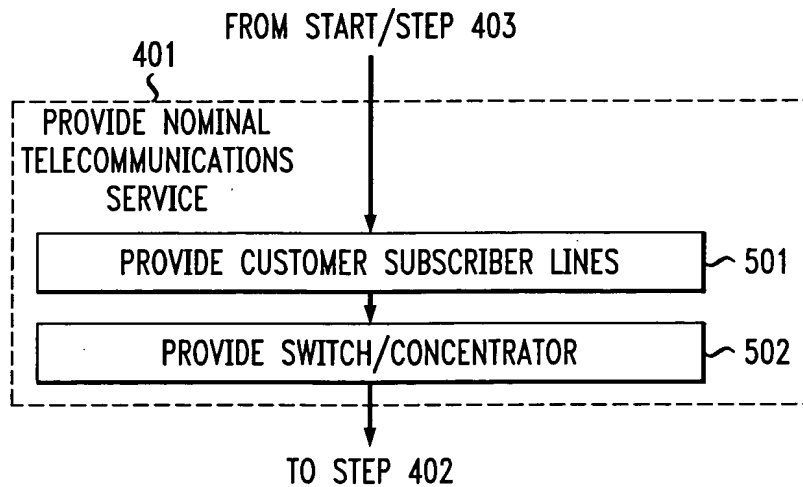 FROM START/STEP 403
401
PROVIDE NOMINAL
TELECOMMUNICATIONS
SERVICE
PROVIDE CUSTOMER SUBSCRIBER LINES
501
PROVIDE SWITCH/CONCENTRATOR
502
TO STEP 402